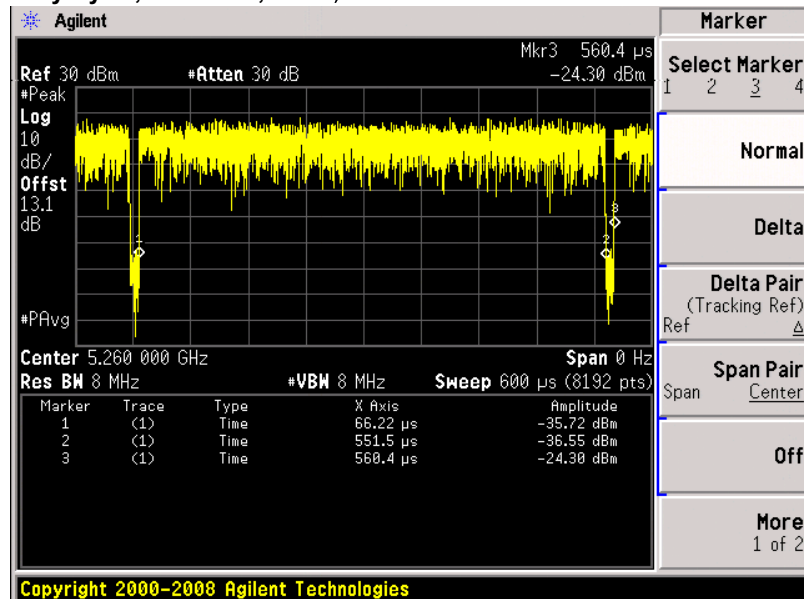 Agilent
Mkr3 560.4 µs
Ref 30 dBm #Atten 30 dB -24.30 dBm
#Peak
Log
10
dB/
Offst
13.1
dB
1
2
3
#PAvg
Center 5.260 000 GHz Span 0 Hz
Res BW 8 MHz #VBW 8 MHz Sweep 600 µs (8192 pts)
Marker Trace Type X Axis Amplitude
1 (1) Time 66.22 µs -35.72 dBm
2 (1) Time 551.5 µs -36.55 dBm
3 (1) Time 560.4 µs -24.30 dBm
Marker
Select Marker
1 2 3 4
Normal
Delta
Delta Pair
(Tracking Ref)
Ref Δ
Span Pair
Span Center
Off
More
1 of 2
Copyright 2000-2008 Agilent Technologies